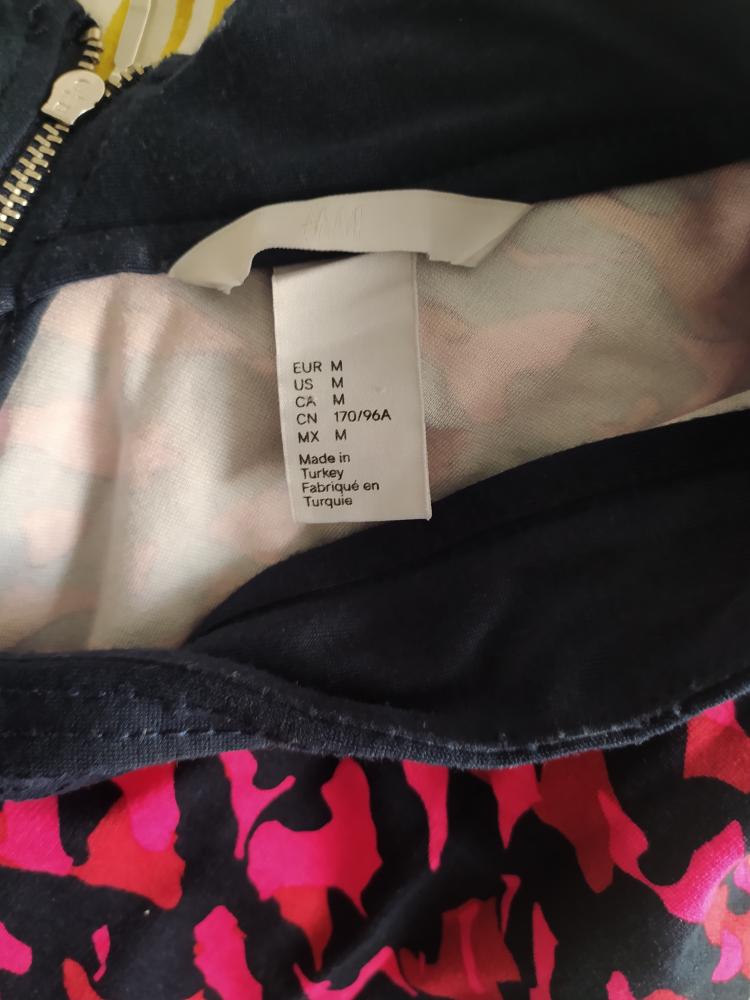 EUR M
US M
CA M
CN 170/96A
MX M
Made in
Turkey
Fabriqué en
Turquie